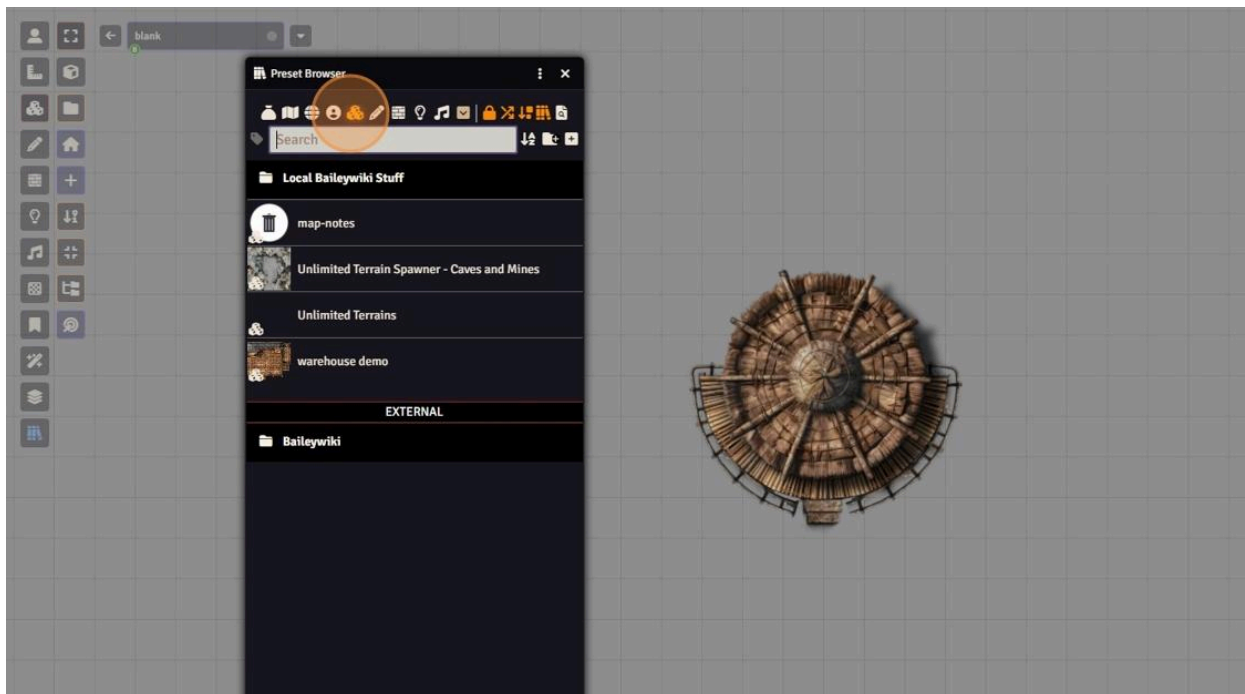 blank
Preset Browser
Search
Local Baileywiki Stuff
map-notes
Unlimited Terrain Spawner - Caves and Mines
Unlimited Terrains
warehouse demo
EXTERNAL
Baileywiki